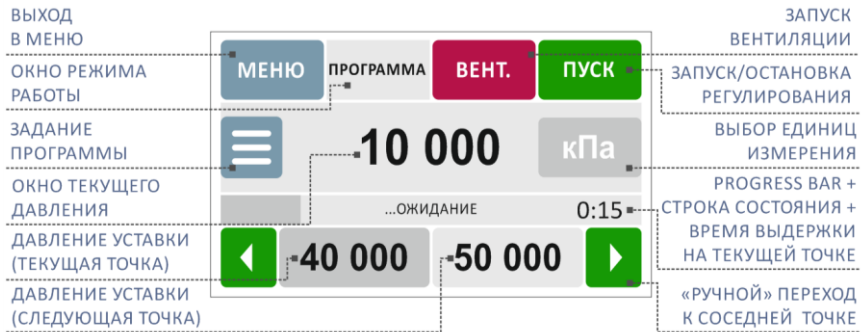 ВЫХОД
В МЕНЮ
ОКНО РЕЖИМА
РАБОТЫ
ЗАДАНИЕ
ПРОГРАММЫ
ОКНО ТЕКУЩЕГО
ДАВЛЕНИЯ
ДАВЛЕНИЕ УСТАВКИ
(ТЕКУЩАЯ ТОЧКА)
ДАВЛЕНИЕ УСТАВКИ
(СЛЕДУЮЩАЯ ТОЧКА)
МЕНЮ
ПРОГРАММА
ВЕНТ.
ПУСК
10 000
кПа
...ОЖИДАНИЕ
0:15
40 000
50 000
ЗАПУСК
ВЕНТИЛЯЦИИ
ЗАПУСК/ОСТАНОВКА
РЕГУЛИРОВАНИЯ
ВЫБОР ЕДИНИЦ
ИЗМЕРЕНИЯ
PROGRESS BAR +
СТРОКА СОСТОЯНИЯ +
ВРЕМЯ ВЫДЕРЖКИ
НА ТЕКУЩЕЙ ТОЧКЕ
«РУЧНОЙ» ПЕРЕХОД
К СОСЕДНЕЙ ТОЧКЕ